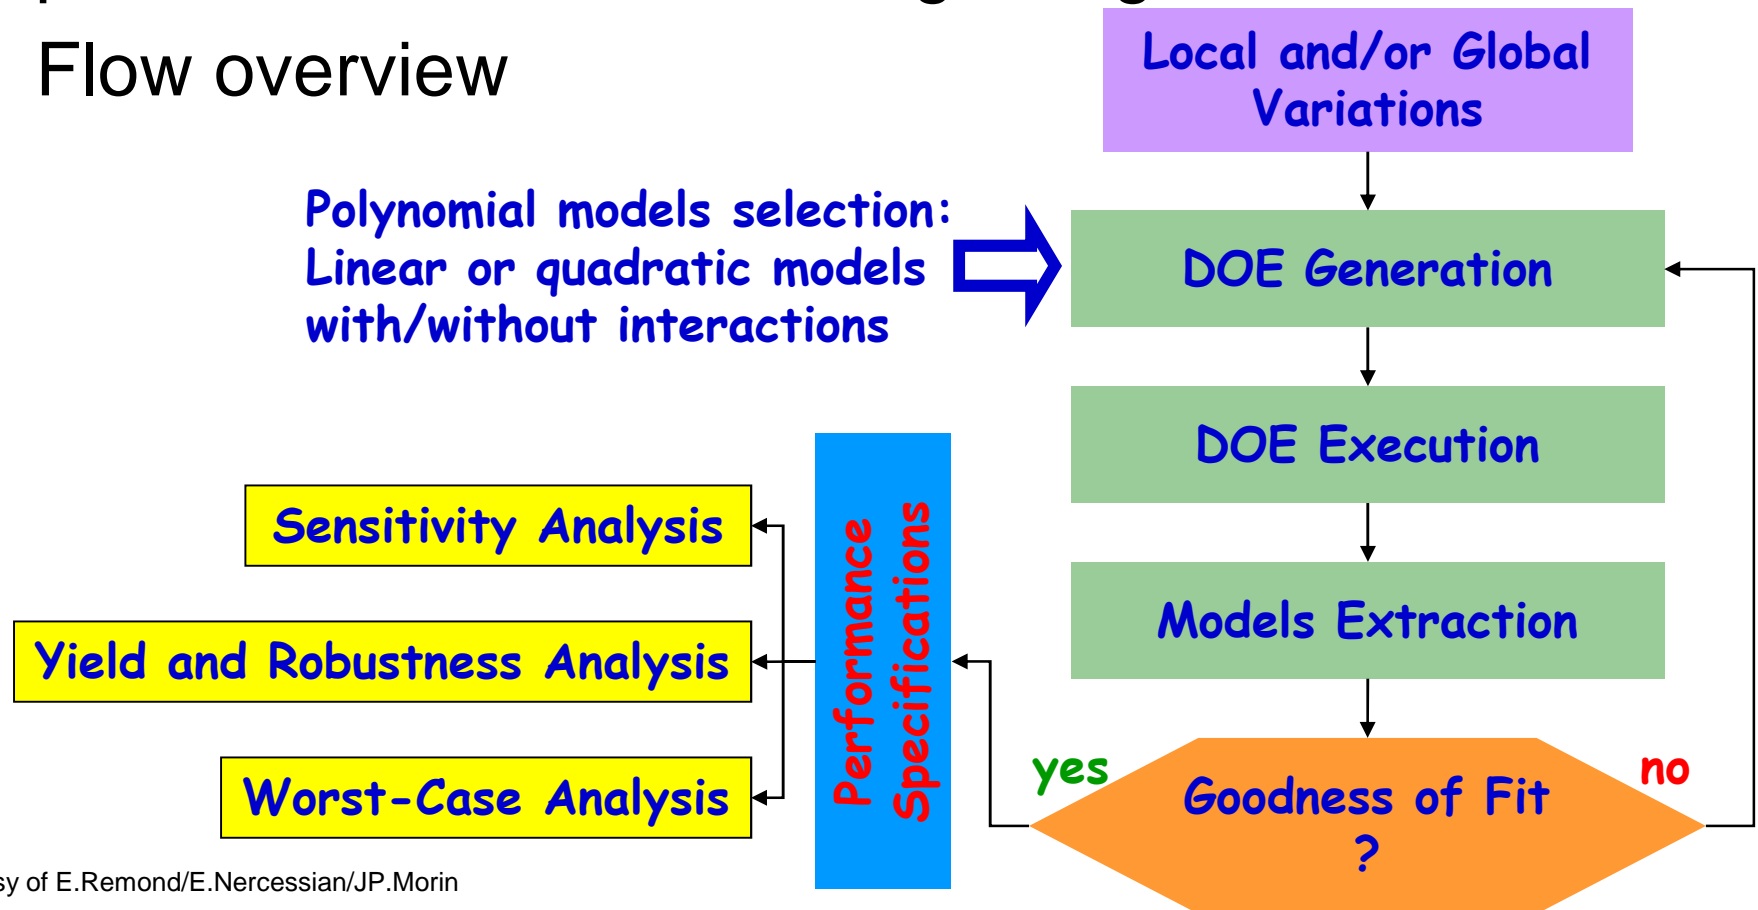 Flow overview
Local and/or Global
Variations
Polynomial models selection:
Linear or quadratic models
with/without interactions
DOE Generation
DOE Execution
Models Extraction
Goodness of Fit
?
yes
no
Performance
Specifications
Sensitivity Analysis
Yield and Robustness Analysis
Worst-Case Analysis
of E.Remond/E.Nercessian/JP.Morin